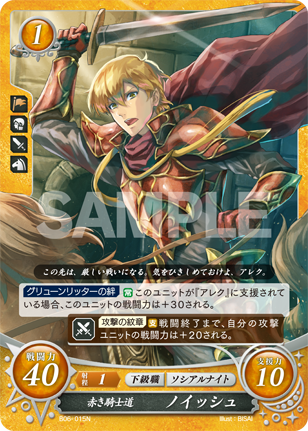 1
SAMPLE
この先は、厳しい戦いになる。気をひきしめておけよ、アレク。
グリューンリッターの絆 常 このユニットが『アレク』に支援されて
いる場合、このユニットの戦闘力は+30される。
攻撃の紋章 支 戦闘終了まで、自分の攻撃
ユニットの戦闘力は+20される。
戦闘力
40
射程 1 下級職 ソシアルナイト
支援力
10
赤き騎士道 ノイッシュ
B06-015N
Illust・BISAI